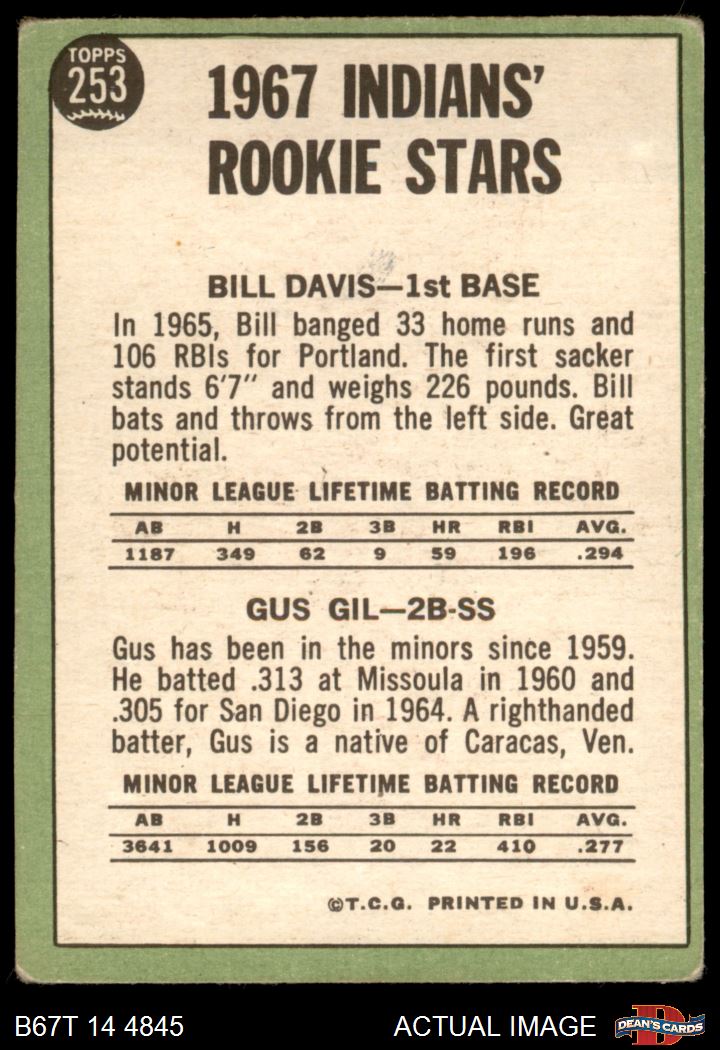 TOPPS
253
1967 INDIANS'
ROOKIE STARS
BILL DAVIS—1st BASE
In 1965, Bill banged 33 home runs and
106 RBIs for Portland. The first sacker
stands 6'7" and weighs 226 pounds. Bill
bats and throws from the left side. Great
potential.
MINOR LEAGUE LIFETIME BATTING RECORD
AB H 2B 3B HR RBI AVG.
1187 349 62 9 59 196 .294
GUS GIL—2B-SS
Gus has been in the minors since 1959.
He batted .313 at Missoula in 1960 and
.305 for San Diego in 1964. A righthanded
batter, Gus is a native of Caracas, Ven.
MINOR LEAGUE LIFETIME BATTING RECORD
AB H 2B 3B HR RBI AVG.
3641 1009 156 20 22 410 .277
©T.C.G. PRINTED IN U.S.A.
B67T 14 4845 ACTUAL IMAGE
D
DEAN'S CARDS